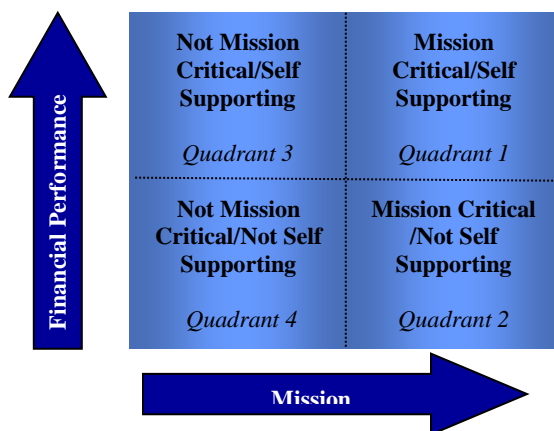 Financial Performance
Not Mission
Critical/Self
Supporting
Quadrant 3
Mission
Critical/Self
Supporting
Quadrant 1
Not Mission
Critical/Not Self
Supporting
Quadrant 4
Mission Critical
/Not Self
Supporting
Quadrant 2
Mission